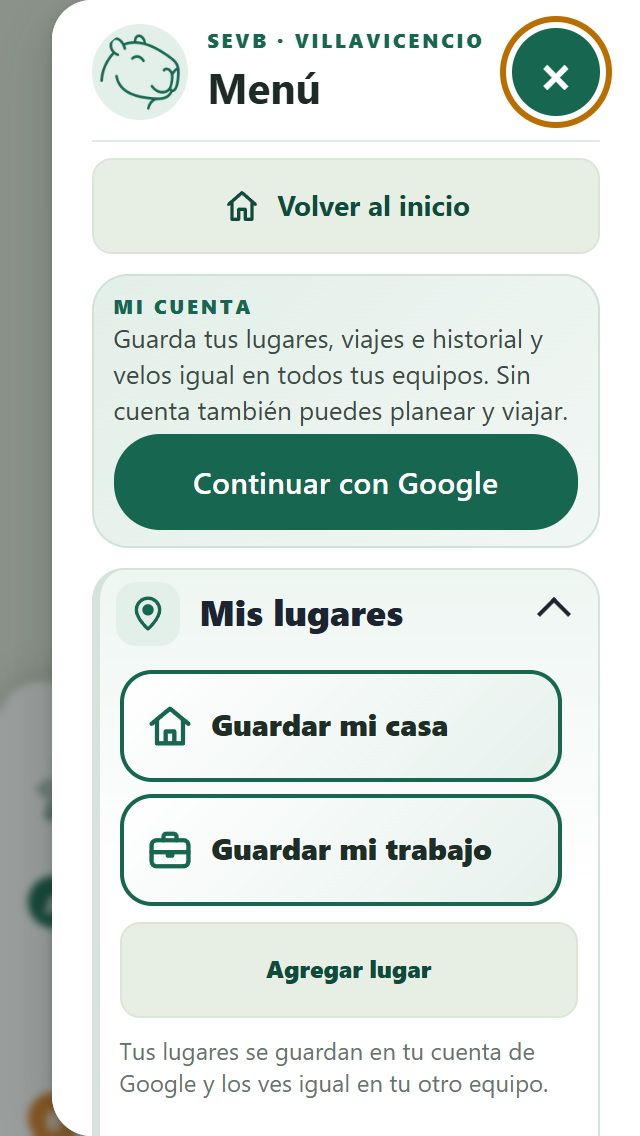 SEVB · VILLAVICENCIO
Menú
Volver al inicio
MI CUENTA
Guarda tus lugares, viajes e historial y
velos igual en todos tus equipos. Sin
cuenta también puedes planear y viajar.
Continuar con Google
Mis lugares
Guardar mi casa
Guardar mi trabajo
Agregar lugar
Tus lugares se guardan en tu cuenta de
Google y los ves igual en tu otro equipo.